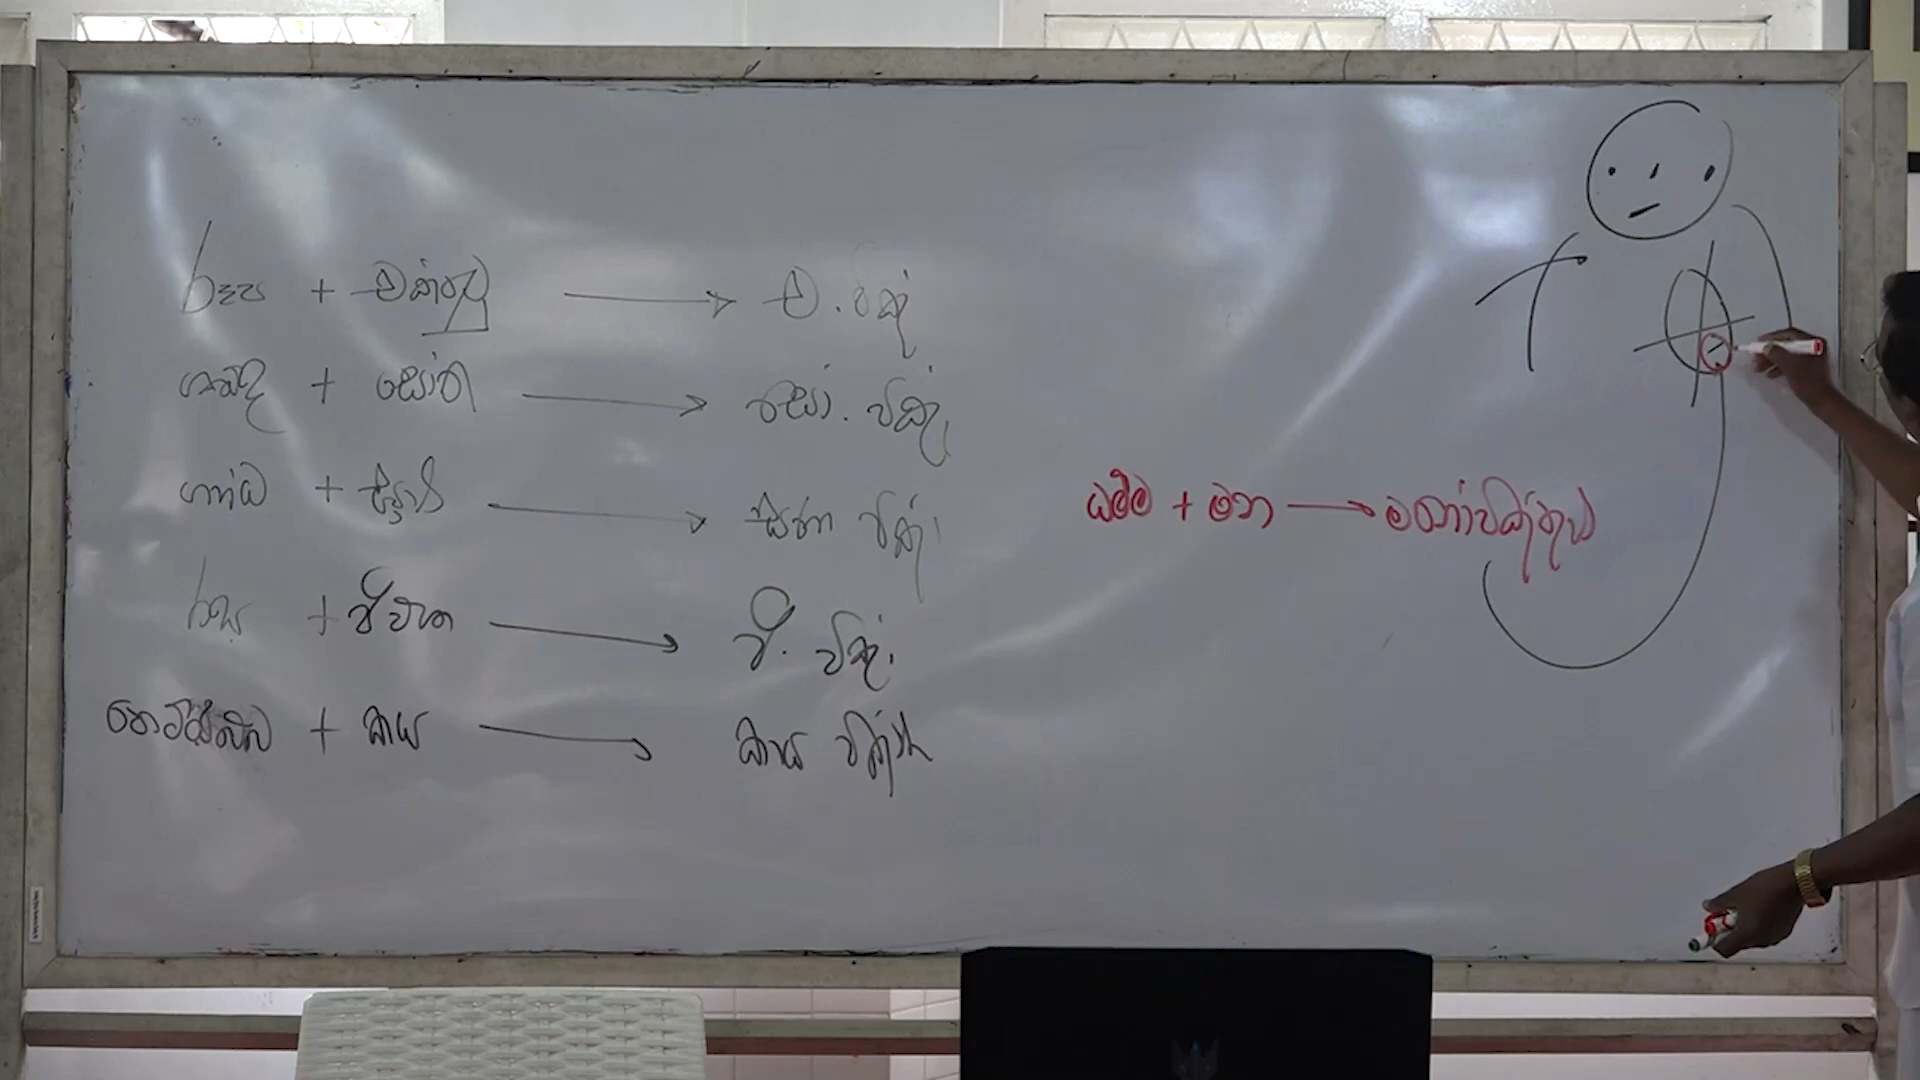 රූප + චක්ඛු → ච. විඤ්
ශබ්ද + සෝත → සෝ. විඤ්.
ගන්ධ + ඝාන → ඝාන විඤ්.
රස + ජිව්හා → ජි. විඤ්.
පොට්ඨබ්බ + කාය → කාය විඤ්
ධම්ම + මන → මනෝවිඤ්ඤාණ